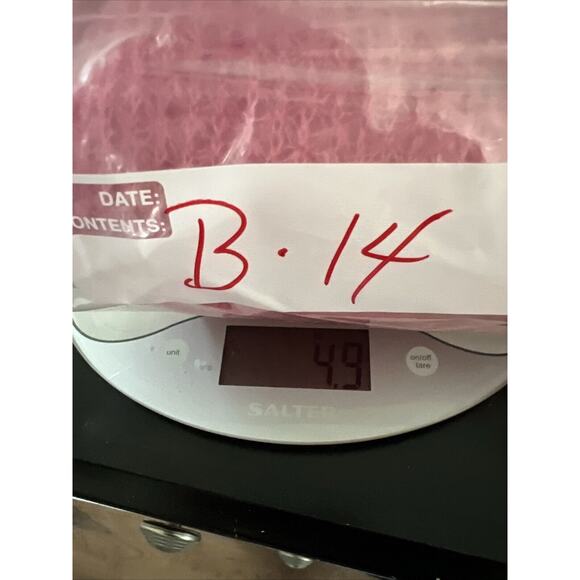 DATE:
ONTENTS:
B. 14
unit
4.9
on/off
tare
SALTER